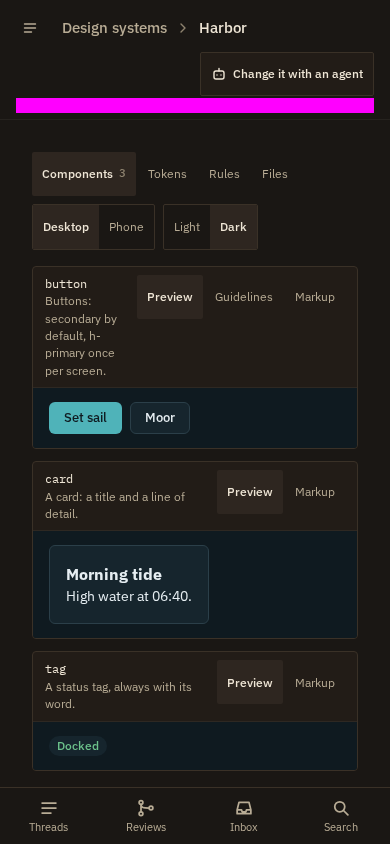 Design systems > Harbor
Change it with an agent
Components 3 Tokens Rules Files
Desktop Phone Light Dark
button
Buttons:
secondary by
default, h-
primary once
per screen.
Preview Guidelines Markup
Set sail Moor
card
A card: a title and a line of
detail.
Preview Markup
Morning tide
High water at 06:40.
tag
A status tag, always with its
word.
Preview Markup
Docked
Threads Reviews Inbox Search